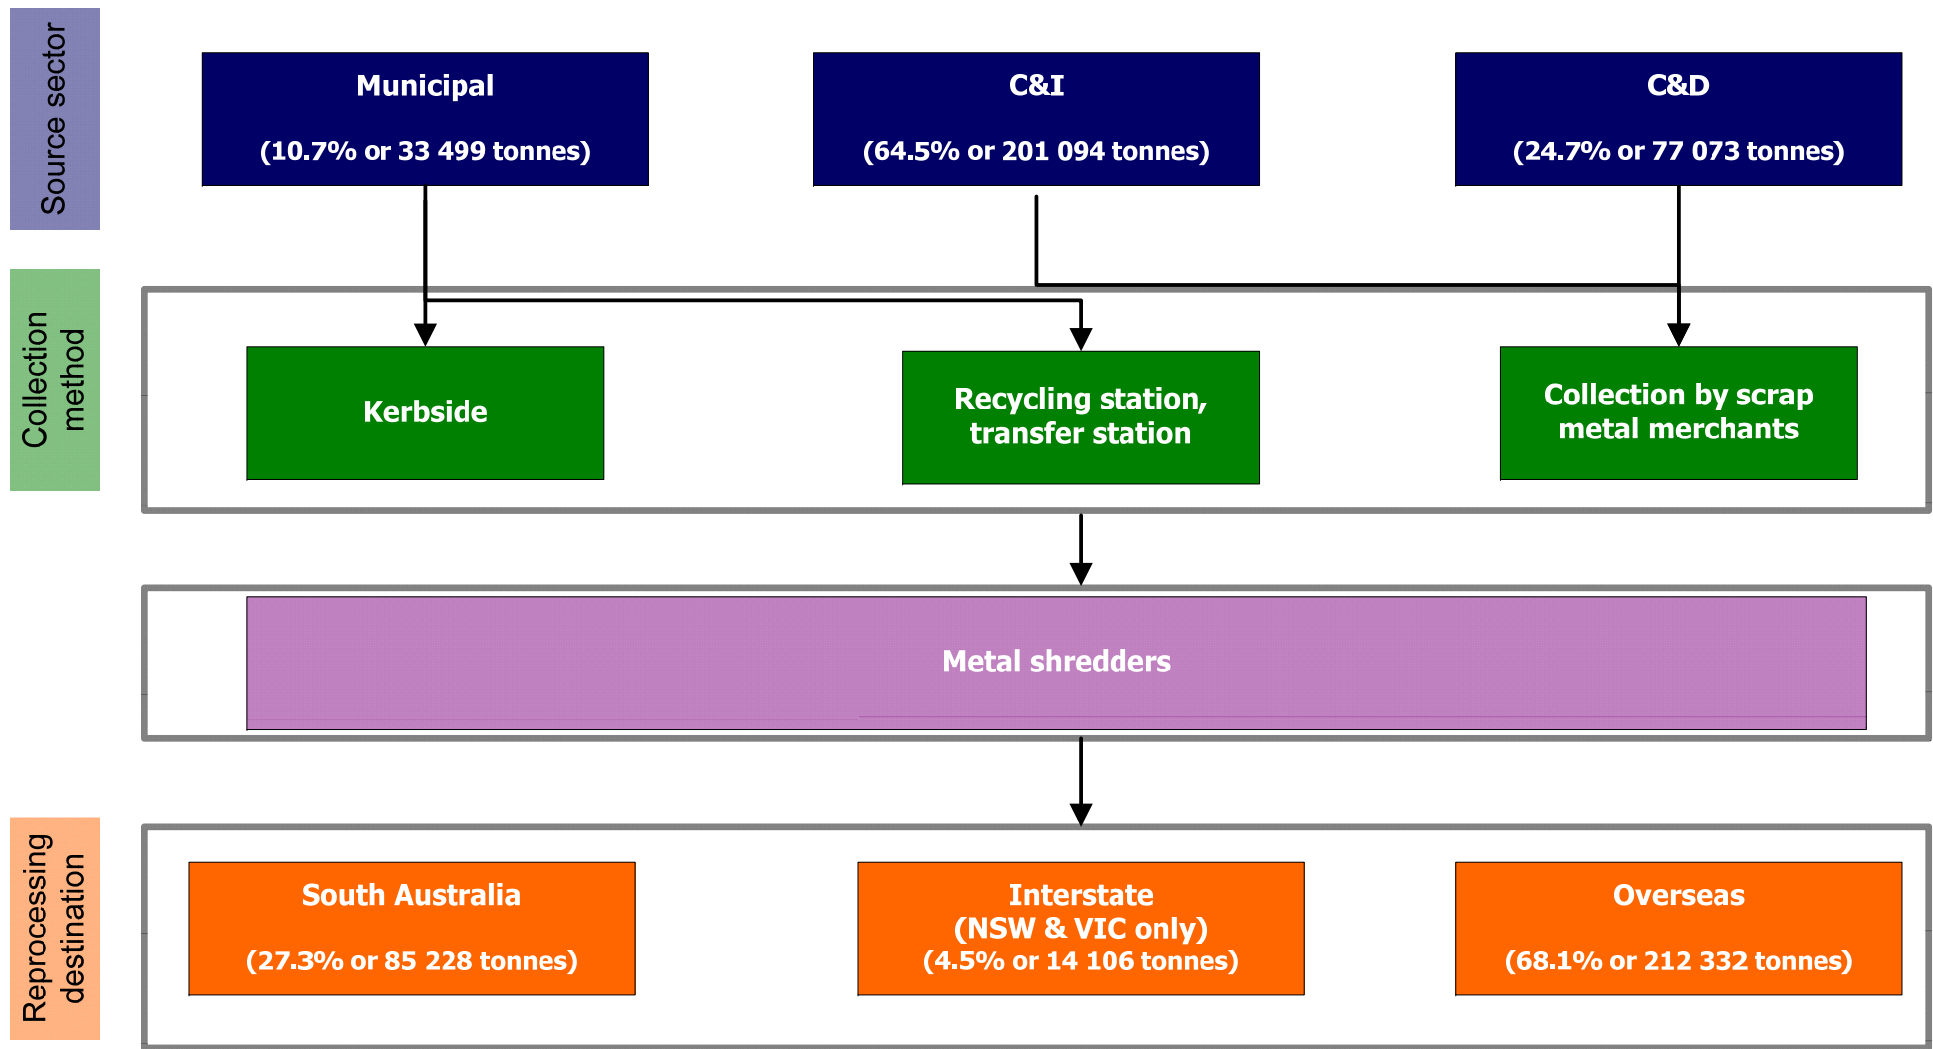 Source sector
Municipal
(10.7% or 33 499 tonnes)
C&I
(64.5% or 201 094 tonnes)
C&D
(24.7% or 77 073 tonnes)
Collection
method
Kerbside
Recycling station,
transfer station
Collection by scrap
metal merchants
Metal shredders
Reprocessing
destination
South Australia
(27.3% or 85 228 tonnes)
Interstate
(NSW & VIC only)
(4.5% or 14 106 tonnes)
Overseas
(68.1% or 212 332 tonnes)